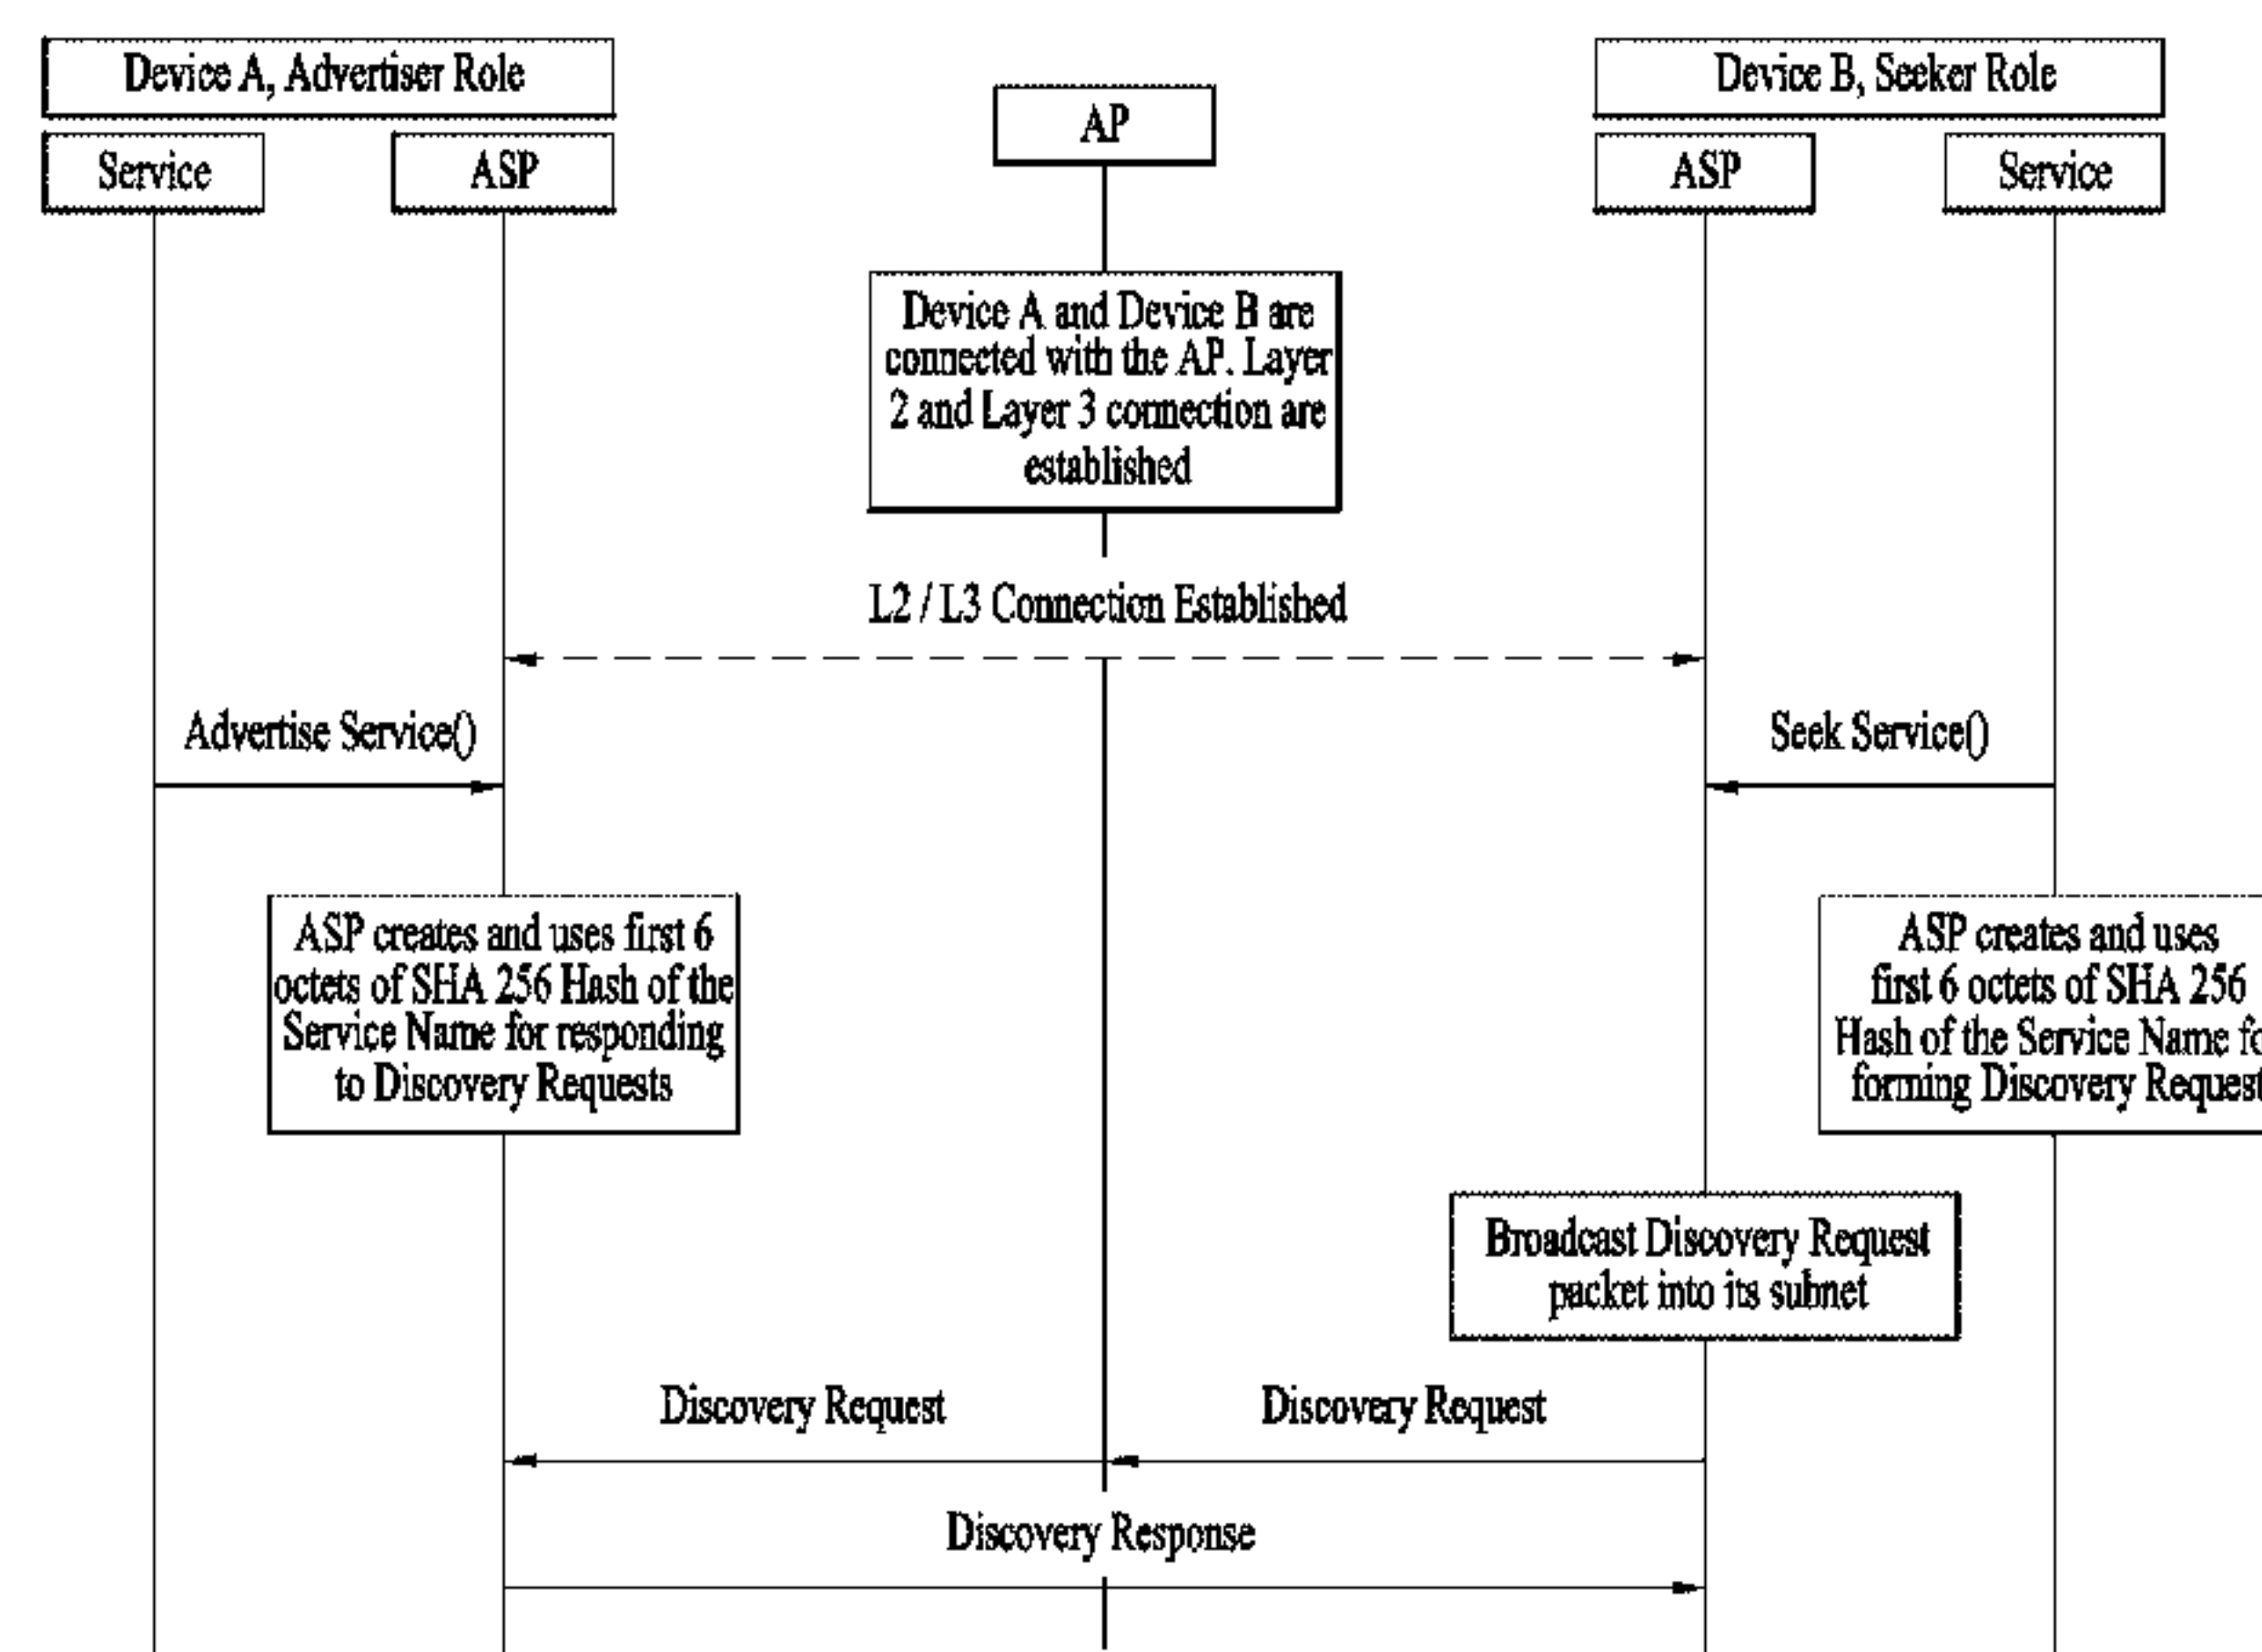 Device A, Advertiser Role
AP
Device B, Seeker Role
Service
ASP
ASP
Service
Device A and Device B are
connected with the AP. Layer
2 and Layer 3 connection are
established
L2 / L3 Connection Established
Advertise Service()
Seek Service()
ASP creates and uses first 6
octets of SHA 256 Hash of the
Service Name for responding
to Discovery Requests
ASP creates and uses
first 6 octets of SHA 256
Hash of the Service Name
forming Discovery Request
Broadcast Discovery Request
packet into its subnet
Discovery Request
Discovery Request
Discovery Response